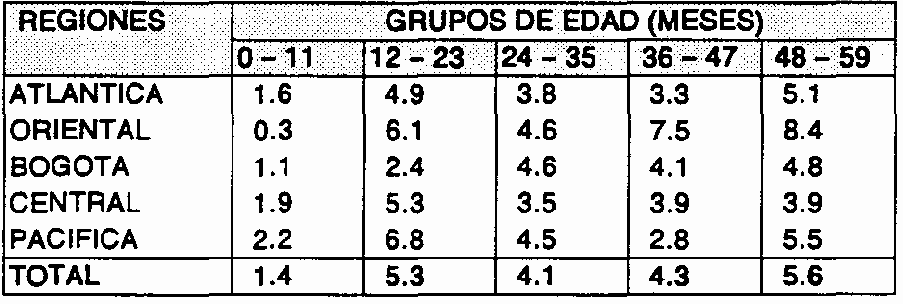 REGIONES GRUPOS DE EDAD (MESES)
0 – 11 12 – 23 24 – 35 36 – 47 48 – 59
ATLANTICA 1.6 4.9 3.8 3.3 5.1
ORIENTAL 0.3 6.1 4.6 7.5 8.4
BOGOTA 1.1 2.4 4.6 4.1 4.8
CENTRAL 1.9 5.3 3.5 3.9 3.9
PACIFICA 2.2 6.8 4.5 2.8 5.5
TOTAL 1.4 5.3 4.1 4.3 5.6